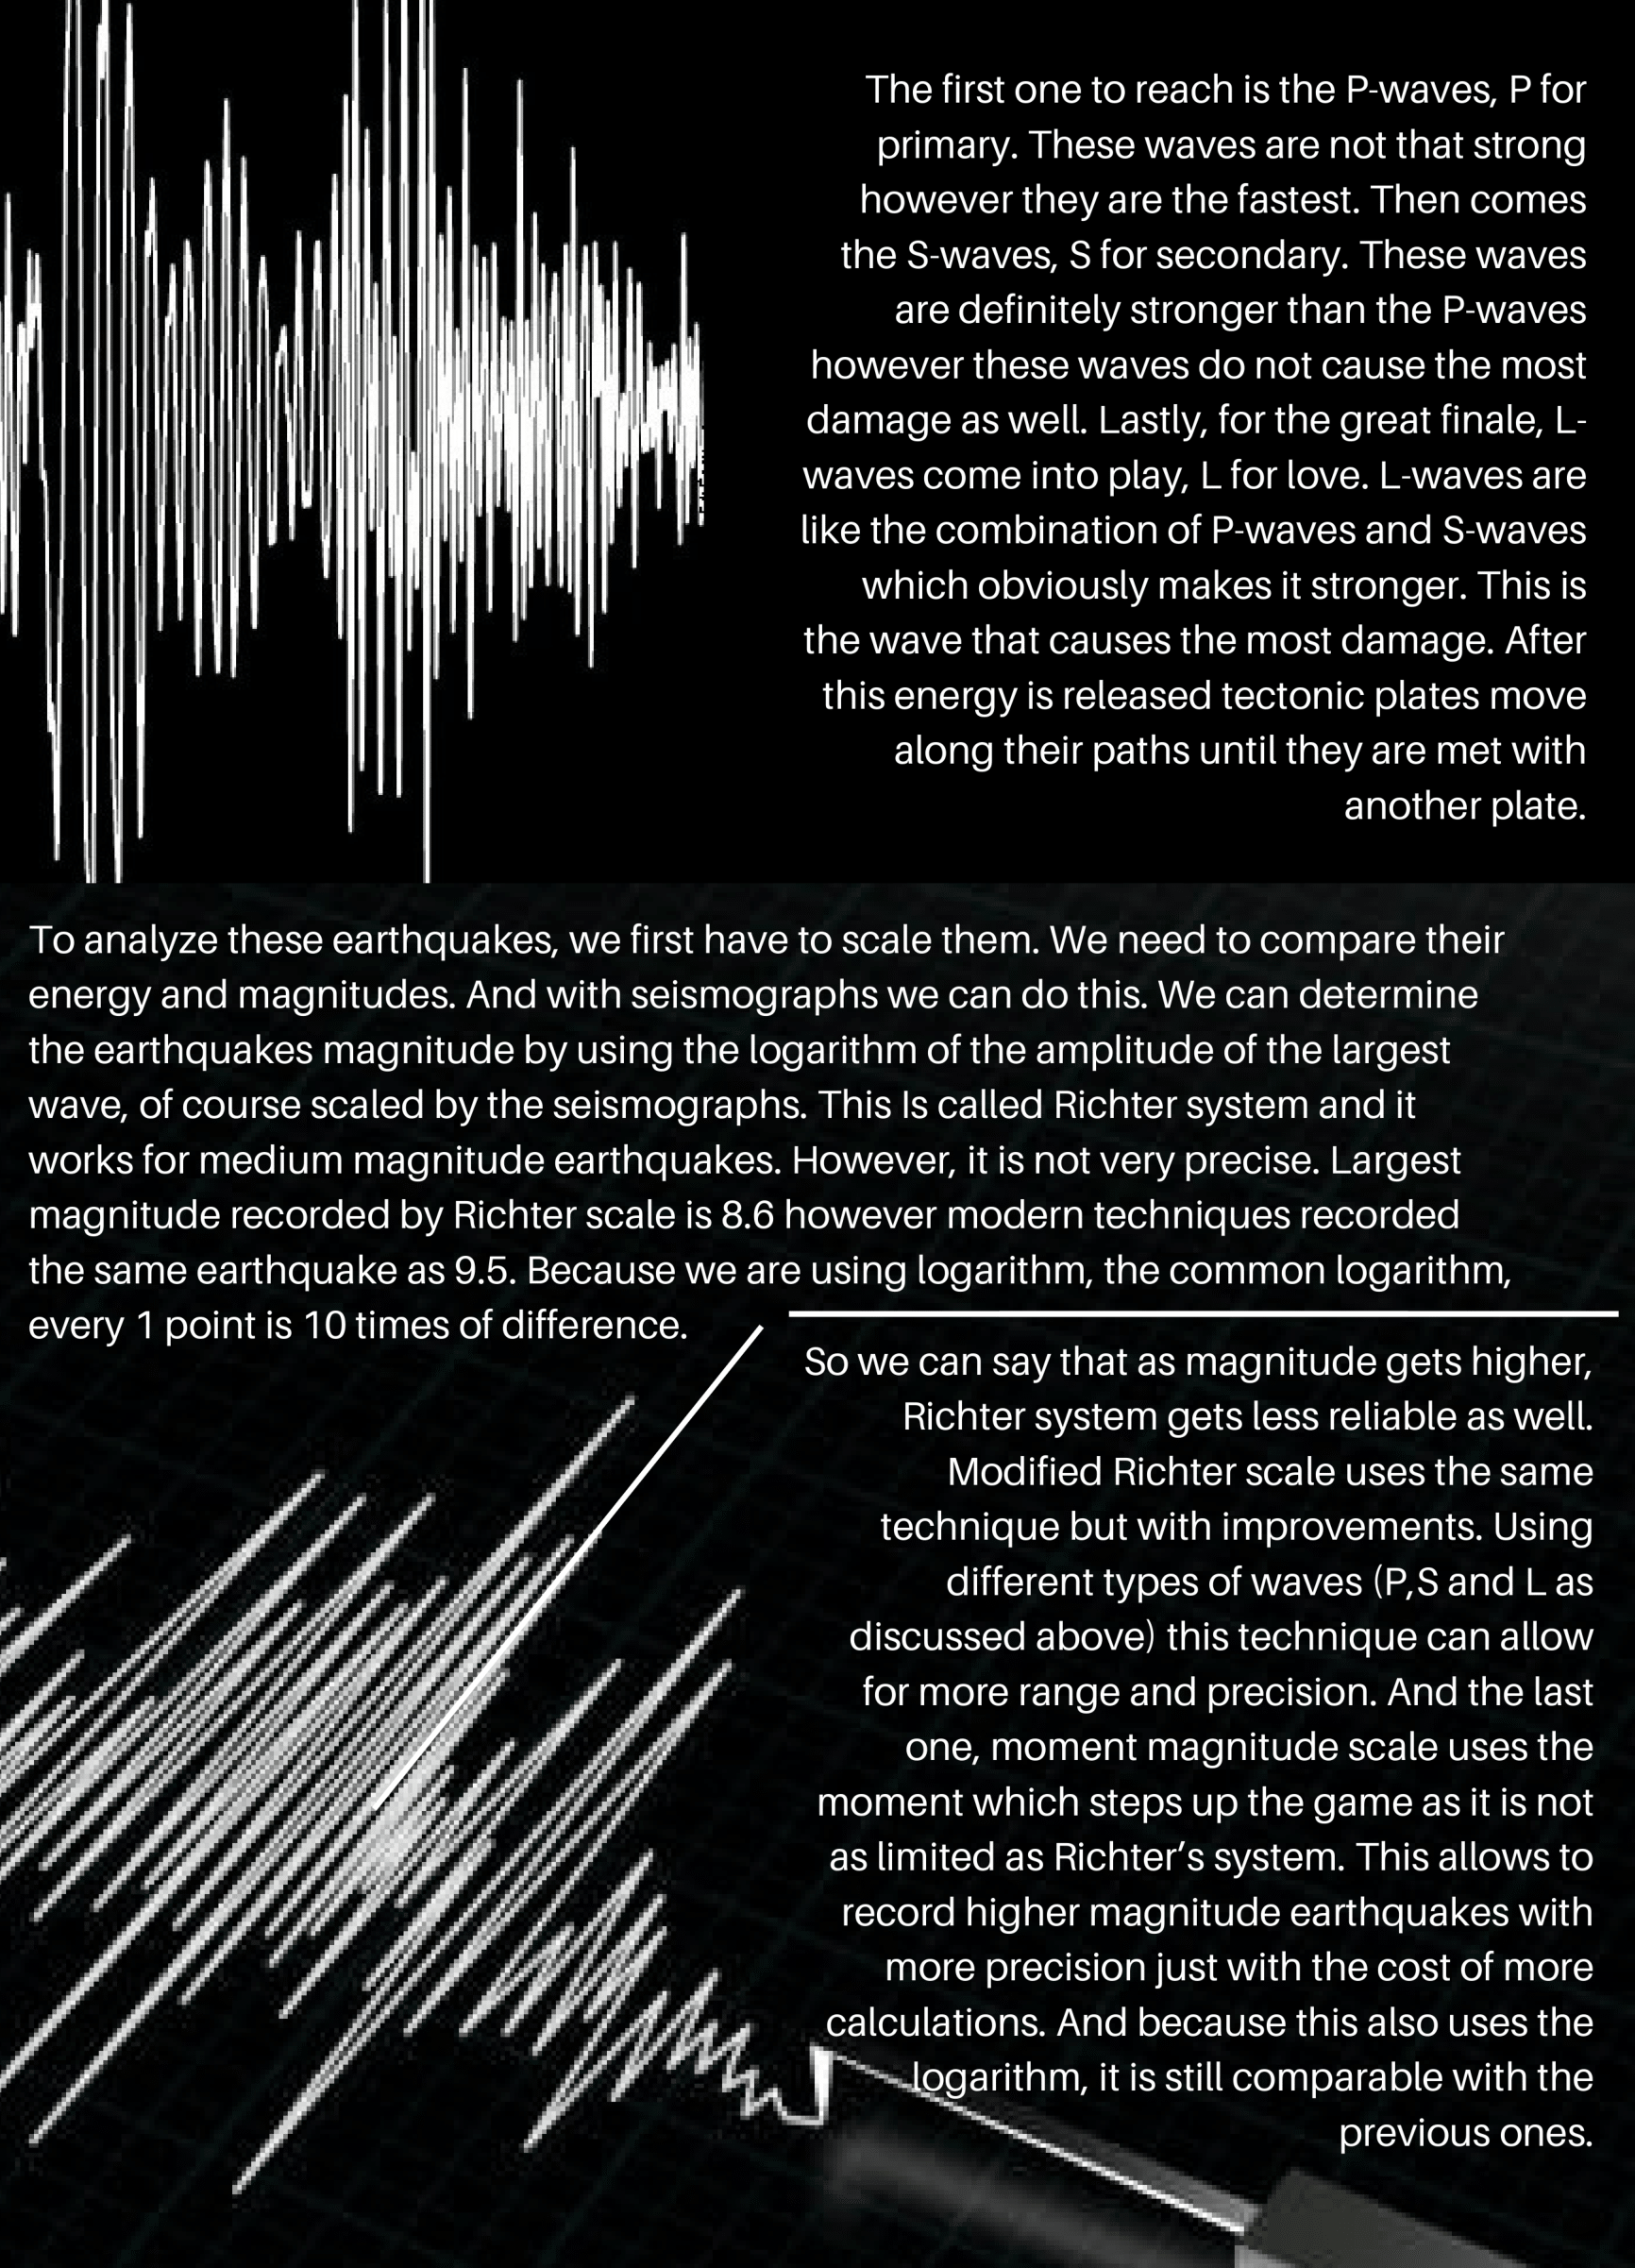 The first one to reach is the P-waves, P for
primary. These waves are not that strong
however they are the fastest. Then comes
the S-waves, S for secondary. These waves
are definitely stronger than the P-waves
however these waves do not cause the most
damage as well. Lastly, for the great finale, L-
waves come into play, L for love. L-waves are
like the combination of P-waves and S-waves
which obviously makes it stronger. This is
the wave that causes the most damage. After
this energy is released tectonic plates move
along their paths until they are met with
another plate.
To analyze these earthquakes, we first have to scale them. We need to compare their
energy and magnitudes. And with seismographs we can do this. We can determine
the earthquakes magnitude by using the logarithm of the amplitude of the largest
wave, of course scaled by the seismographs. This Is called Richter system and it
works for medium magnitude earthquakes. However, it is not very precise. Largest
magnitude recorded by Richter scale is 8.6 however modern techniques recorded
the same earthquake as 9.5. Because we are using logarithm, the common logarithm,
every 1 point is 10 times of difference.
So we can say that as magnitude gets higher,
Richter system gets less reliable as well.
Modified Richter scale uses the same
technique but with improvements. Using
different types of waves (P,S and L as
discussed above) this technique can allow
for more range and precision. And the last
one, moment magnitude scale uses the
moment which steps up the game as it is not
as limited as Richter’s system. This allows to
record higher magnitude earthquakes with
more precision just with the cost of more
calculations. And because this also uses the
logarithm, it is still comparable with the
previous ones.